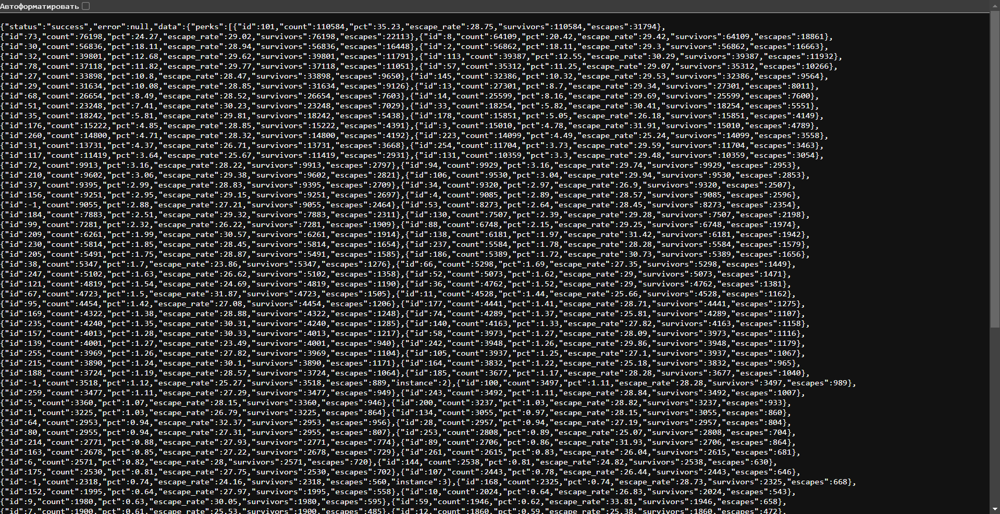 Автоформатировать
{"status":"success","error":null,"data":{"perks":[{"id":101,"count":110584,"pct":35.23,"escape_rate":28.75,"survivors":110584,"escapes":31794},
{"id":73,"count":76198,"pct":24.27,"escape_rate":29.02,"survivors":76198,"escapes":22113},{"id":8,"count":64109,"pct":20.42,"escape_rate":29.42,"survivors":64109,"escapes":18861},
{"id":30,"count":56836,"pct":18.11,"escape_rate":28.94,"survivors":56836,"escapes":16448},{"id":2,"count":56862,"pct":18.11,"escape_rate":29.3,"survivors":56862,"escapes":16663},
{"id":32,"count":39801,"pct":12.68,"escape_rate":29.62,"survivors":39801,"escapes":11791},{"id":113,"count":39387,"pct":12.55,"escape_rate":30.29,"survivors":39387,"escapes":11932},
{"id":78,"count":37118,"pct":11.82,"escape_rate":29.77,"survivors":37118,"escapes":11051},{"id":57,"count":35312,"pct":11.25,"escape_rate":29.07,"survivors":35312,"escapes":10266},
{"id":27,"count":33898,"pct":10.8,"escape_rate":28.47,"survivors":33898,"escapes":9650},{"id":145,"count":32386,"pct":10.32,"escape_rate":29.53,"survivors":32386,"escapes":9564},
{"id":29,"count":31634,"pct":10.08,"escape_rate":28.85,"survivors":31634,"escapes":9126},{"id":13,"count":27301,"pct":8.7,"escape_rate":29.34,"survivors":27301,"escapes":8011},
{"id":68,"count":26654,"pct":8.49,"escape_rate":28.52,"survivors":26654,"escapes":7603},{"id":14,"count":25599,"pct":8.16,"escape_rate":29.69,"survivors":25599,"escapes":7600},
{"id":51,"count":23248,"pct":7.41,"escape_rate":30.23,"survivors":23248,"escapes":7029},{"id":33,"count":18254,"pct":5.82,"escape_rate":30.41,"survivors":18254,"escapes":5551},
{"id":35,"count":18242,"pct":5.81,"escape_rate":29.81,"survivors":18242,"escapes":5438},{"id":178,"count":15851,"pct":5.05,"escape_rate":26.18,"survivors":15851,"escapes":4149},
{"id":176,"count":15222,"pct":4.85,"escape_rate":28.85,"survivors":15222,"escapes":4391},{"id":3,"count":15010,"pct":4.78,"escape_rate":31.91,"survivors":15010,"escapes":4789},
{"id":260,"count":14800,"pct":4.71,"escape_rate":28.32,"survivors":14800,"escapes":4192},{"id":223,"count":14099,"pct":4.49,"escape_rate":25.24,"survivors":14099,"escapes":3558},
{"id":31,"count":13731,"pct":4.37,"escape_rate":26.71,"survivors":13731,"escapes":3668},{"id":254,"count":11704,"pct":3.73,"escape_rate":29.59,"survivors":11704,"escapes":3463},
{"id":117,"count":11419,"pct":3.64,"escape_rate":25.67,"survivors":11419,"escapes":2931},{"id":131,"count":10359,"pct":3.3,"escape_rate":29.48,"survivors":10359,"escapes":3054},
{"id":72,"count":9913,"pct":3.16,"escape_rate":28.22,"survivors":9913,"escapes":2797},{"id":94,"count":9929,"pct":3.16,"escape_rate":29.74,"survivors":9929,"escapes":2953},
{"id":210,"count":9602,"pct":3.06,"escape_rate":29.38,"survivors":9602,"escapes":2821},{"id":106,"count":9530,"pct":3.04,"escape_rate":29.94,"survivors":9530,"escapes":2853},
{"id":37,"count":9395,"pct":2.99,"escape_rate":28.83,"survivors":9395,"escapes":2709},{"id":34,"count":9320,"pct":2.97,"escape_rate":26.9,"survivors":9320,"escapes":2507},
{"id":156,"count":9251,"pct":2.95,"escape_rate":29.15,"survivors":9251,"escapes":2697},{"id":4,"count":9085,"pct":2.89,"escape_rate":28.57,"survivors":9085,"escapes":2596},
{"id":-1,"count":9055,"pct":2.88,"escape_rate":27.21,"survivors":9055,"escapes":2464},{"id":53,"count":8273,"pct":2.64,"escape_rate":28.45,"survivors":8273,"escapes":2354},
{"id":184,"count":7883,"pct":2.51,"escape_rate":29.32,"survivors":7883,"escapes":2311},{"id":130,"count":7507,"pct":2.39,"escape_rate":29.28,"survivors":7507,"escapes":2198},
{"id":99,"count":7281,"pct":2.32,"escape_rate":26.22,"survivors":7281,"escapes":1909},{"id":88,"count":6748,"pct":2.15,"escape_rate":29.25,"survivors":6748,"escapes":1974},
{"id":209,"count":6261,"pct":1.99,"escape_rate":30.57,"survivors":6261,"escapes":1914},{"id":138,"count":6181,"pct":1.97,"escape_rate":31.42,"survivors":6181,"escapes":1942},
{"id":230,"count":5814,"pct":1.85,"escape_rate":28.45,"survivors":5814,"escapes":1654},{"id":237,"count":5584,"pct":1.78,"escape_rate":28.28,"survivors":5584,"escapes":1579},
{"id":205,"count":5491,"pct":1.75,"escape_rate":28.87,"survivors":5491,"escapes":1585},{"id":186,"count":5389,"pct":1.72,"escape_rate":30.73,"survivors":5389,"escapes":1656},
{"id":38,"count":5347,"pct":1.7,"escape_rate":23.86,"survivors":5347,"escapes":1276},{"id":66,"count":5298,"pct":1.69,"escape_rate":27.35,"survivors":5298,"escapes":1449},
{"id":247,"count":5102,"pct":1.63,"escape_rate":26.62,"survivors":5102,"escapes":1358},{"id":52,"count":5073,"pct":1.62,"escape_rate":29,"survivors":5073,"escapes":1471},
{"id":121,"count":4819,"pct":1.54,"escape_rate":24.69,"survivors":4819,"escapes":1190},{"id":36,"count":4762,"pct":1.52,"escape_rate":29,"survivors":4762,"escapes":1381},
{"id":67,"count":4723,"pct":1.5,"escape_rate":31.87,"survivors":4723,"escapes":1505},{"id":11,"count":4528,"pct":1.44,"escape_rate":25.66,"survivors":4528,"escapes":1162},
{"id":95,"count":4454,"pct":1.42,"escape_rate":27.08,"survivors":4454,"escapes":1206},{"id":177,"count":4441,"pct":1.41,"escape_rate":28.71,"survivors":4441,"escapes":1275},
{"id":169,"count":4322,"pct":1.38,"escape_rate":28.88,"survivors":4322,"escapes":1248},{"id":74,"count":4289,"pct":1.37,"escape_rate":25.81,"survivors":4289,"escapes":1107},
{"id":235,"count":4240,"pct":1.35,"escape_rate":30.31,"survivors":4240,"escapes":1285},{"id":140,"count":4163,"pct":1.33,"escape_rate":27.82,"survivors":4163,"escapes":1158},
{"id":157,"count":4013,"pct":1.28,"escape_rate":30.33,"survivors":4013,"escapes":1217},{"id":58,"count":3973,"pct":1.27,"escape_rate":28.09,"survivors":3973,"escapes":1116},
{"id":139,"count":4001,"pct":1.27,"escape_rate":23.49,"survivors":4001,"escapes":940},{"id":242,"count":3948,"pct":1.26,"escape_rate":29.86,"survivors":3948,"escapes":1179},
{"id":255,"count":3969,"pct":1.26,"escape_rate":27.82,"survivors":3969,"escapes":1104},{"id":105,"count":3937,"pct":1.25,"escape_rate":27.1,"survivors":3937,"escapes":1067},
{"id":215,"count":3890,"pct":1.24,"escape_rate":30.1,"survivors":3890,"escapes":1171},{"id":164,"count":3832,"pct":1.22,"escape_rate":25.18,"survivors":3832,"escapes":965},
{"id":188,"count":3724,"pct":1.19,"escape_rate":28.57,"survivors":3724,"escapes":1064},{"id":185,"count":3677,"pct":1.17,"escape_rate":28.28,"survivors":3677,"escapes":1040},
{"id":-1,"count":3518,"pct":1.12,"escape_rate":25.27,"survivors":3518,"escapes":889,"instance":2},{"id":100,"count":3497,"pct":1.11,"escape_rate":28.28,"survivors":3497,"escapes":989},
{"id":259,"count":3477,"pct":1.11,"escape_rate":27.29,"survivors":3477,"escapes":949},{"id":243,"count":3492,"pct":1.11,"escape_rate":28.84,"survivors":3492,"escapes":1007},
{"id":5,"count":3360,"pct":1.07,"escape_rate":28.15,"survivors":3360,"escapes":946},{"id":200,"count":3237,"pct":1.03,"escape_rate":28.82,"survivors":3237,"escapes":933},
{"id":1,"count":3225,"pct":1.03,"escape_rate":26.79,"survivors":3225,"escapes":864},{"id":134,"count":3055,"pct":0.97,"escape_rate":28.15,"survivors":3055,"escapes":860},
{"id":64,"count":2953,"pct":0.94,"escape_rate":32.37,"survivors":2953,"escapes":956},{"id":28,"count":2957,"pct":0.94,"escape_rate":27.19,"survivors":2957,"escapes":804},
{"id":80,"count":2955,"pct":0.94,"escape_rate":27.31,"survivors":2955,"escapes":807},{"id":253,"count":2808,"pct":0.89,"escape_rate":25.07,"survivors":2808,"escapes":704},
{"id":214,"count":2771,"pct":0.88,"escape_rate":27.93,"survivors":2771,"escapes":774},{"id":89,"count":2706,"pct":0.86,"escape_rate":31.93,"survivors":2706,"escapes":864},
{"id":163,"count":2678,"pct":0.85,"escape_rate":27.22,"survivors":2678,"escapes":729},{"id":261,"count":2615,"pct":0.83,"escape_rate":26.04,"survivors":2615,"escapes":681},
{"id":6,"count":2571,"pct":0.82,"escape_rate":28,"survivors":2571,"escapes":720},{"id":144,"count":2538,"pct":0.81,"escape_rate":24.82,"survivors":2538,"escapes":630},
{"id":175,"count":2530,"pct":0.81,"escape_rate":27.75,"survivors":2530,"escapes":702},{"id":107,"count":2443,"pct":0.78,"escape_rate":26.44,"survivors":2443,"escapes":646},
{"id":-1,"count":2318,"pct":0.74,"escape_rate":24.16,"survivors":2318,"escapes":560,"instance":3},{"id":168,"count":2325,"pct":0.74,"escape_rate":28.73,"survivors":2325,"escapes":668},
{"id":152,"count":1995,"pct":0.64,"escape_rate":27.97,"survivors":1995,"escapes":558},{"id":10,"count":2024,"pct":0.64,"escape_rate":26.83,"survivors":2024,"escapes":543},
{"id":9,"count":1980,"pct":0.63,"escape_rate":30.05,"survivors":1980,"escapes":595},{"id":59,"count":1946,"pct":0.62,"escape_rate":33.81,"survivors":1946,"escapes":658},
{"id":7,"count":1900,"pct":0.61,"escape_rate":25.53,"survivors":1900,"escapes":485},{"id":12,"count":1860,"pct":0.59,"escape_rate":25.38,"survivors":1860,"escapes":472},